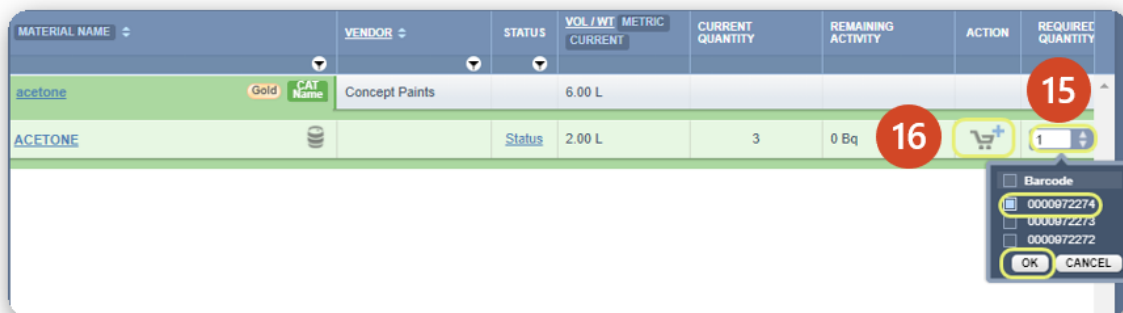 MATERIAL NAME VENDOR STATUS VOL / WT METRIC CURRENT CURRENT QUANTITY REMAINING ACTIVITY ACTION REQUIRED QUANTITY
acetone Gold CAT Name Concept Paints 6.00 L
15
ACETONE Status 2.00 L 3 0 Bq 16 1
Barcode
0000972274
0000972273
0000972272
OK CANCEL